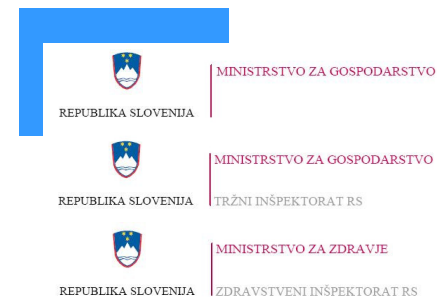 MINISTRSTVO ZA GOSPODARSTVO
REPUBLIKA SLOVENIJA
MINISTRSTVO ZA GOSPODARSTVO
REPUBLIKA SLOVENIJA
TRŽNI INŠPEKTORAT RS
MINISTRSTVO ZA ZDRAVJE
REPUBLIKA SLOVENIJA
ZDRAVSTVENI INŠPEKTORAT RS